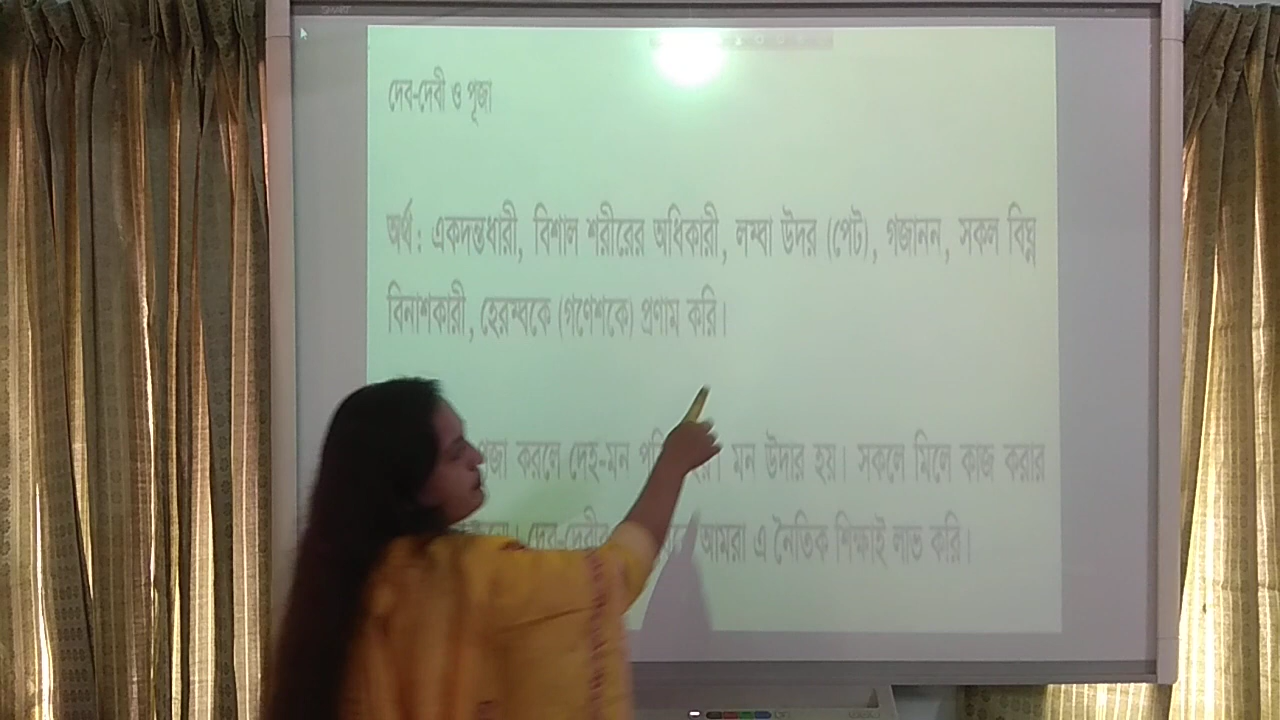 দেব-দেবী ও পূজা
অর্থ : একদন্তধারী, বিশাল শরীরের অধিকারী, লম্বা উদর (পেট), গজানন, সকল বিঘ্ন
বিনাশকারী, হেরম্বকে (গণেশকে) প্রণাম করি।
করলে দেহ-মন মন উদার হয়। সকলে মিলে কাজ করার
দেব-দেবীর আমরা এ নৈতিক শিক্ষাই লাভ করি।